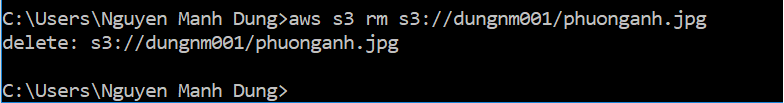 C:\Users\Nguyen Manh Dung>aws s3 rm s3://dungnm001/phuonganh.jpg
delete: s3://dungnm001/phuonganh.jpg
C:\Users\Nguyen Manh Dung>